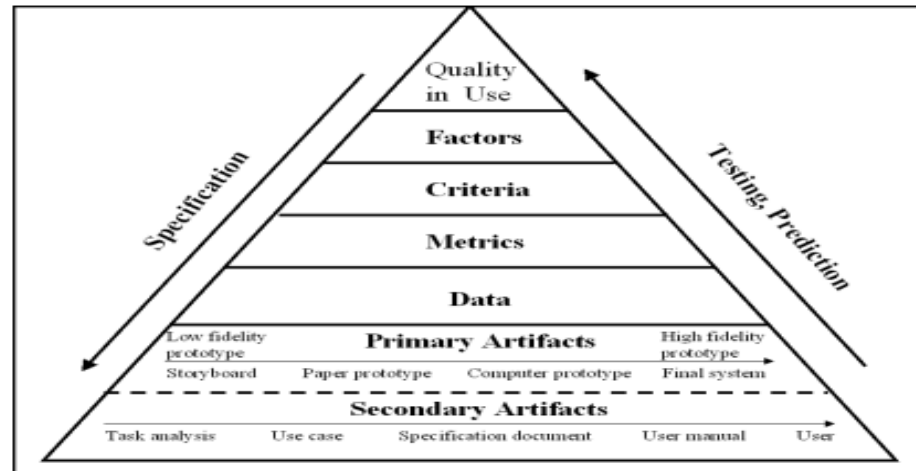 Quality
in Use
Factors
Criteria
Metrics
Data
Specification
Testing, Prediction
Low fidelity
prototype
Primary Artifacts
High fidelity
prototype
Storyboard Paper prototype Computer prototype Final system
Secondary Artifacts
Task analysis Use case Specification document User manual User